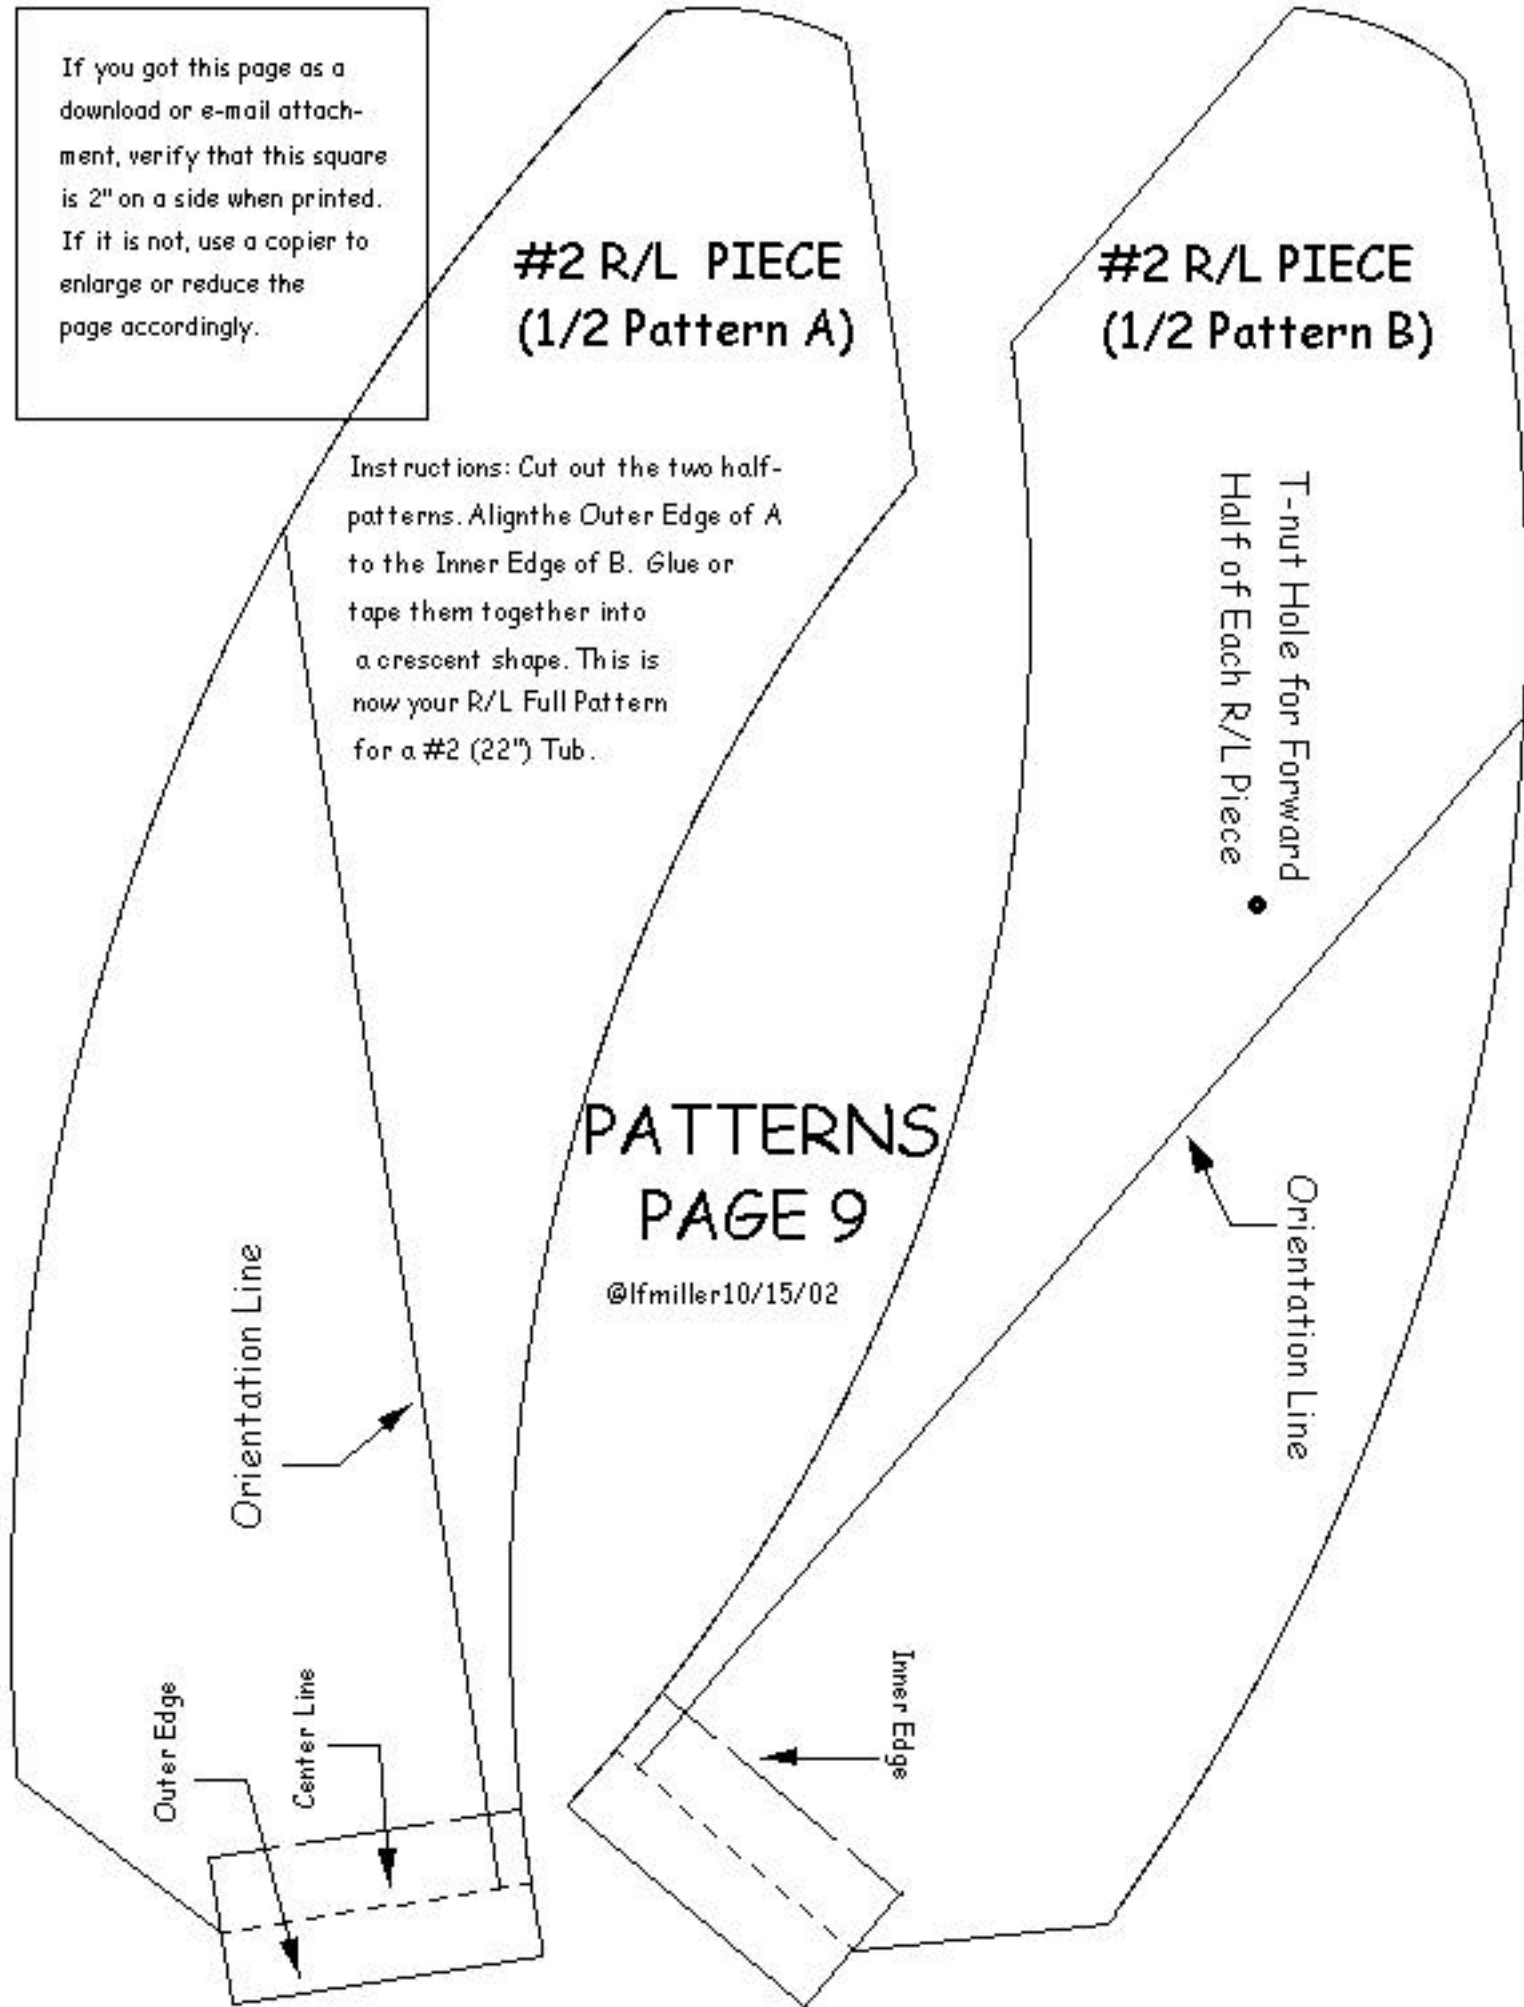 If you got this page as a
download or e-mail attach-
ment, verify that this square
is 2" on a side when printed.
If it is not, use a copier to
enlarge or reduce the
page accordingly.
#2 R/L PIECE
(1/2 Pattern A)
#2 R/L PIECE
(1/2 Pattern B)
Instructions: Cut out the two half-
patterns. Alignthe Outer Edge of A
to the Inner Edge of B. Glue or
tape them together into
a crescent shape. This is
now your R/L Full Pattern
for a #2 (22") Tub.
T-nut Hole for Forward
Half of Each R/L Piece
PATTERNS
PAGE 9
@lfmiller10/15/02
Orientation Line
Orientation Line
Outer Edge
Center Line
Inner Edge